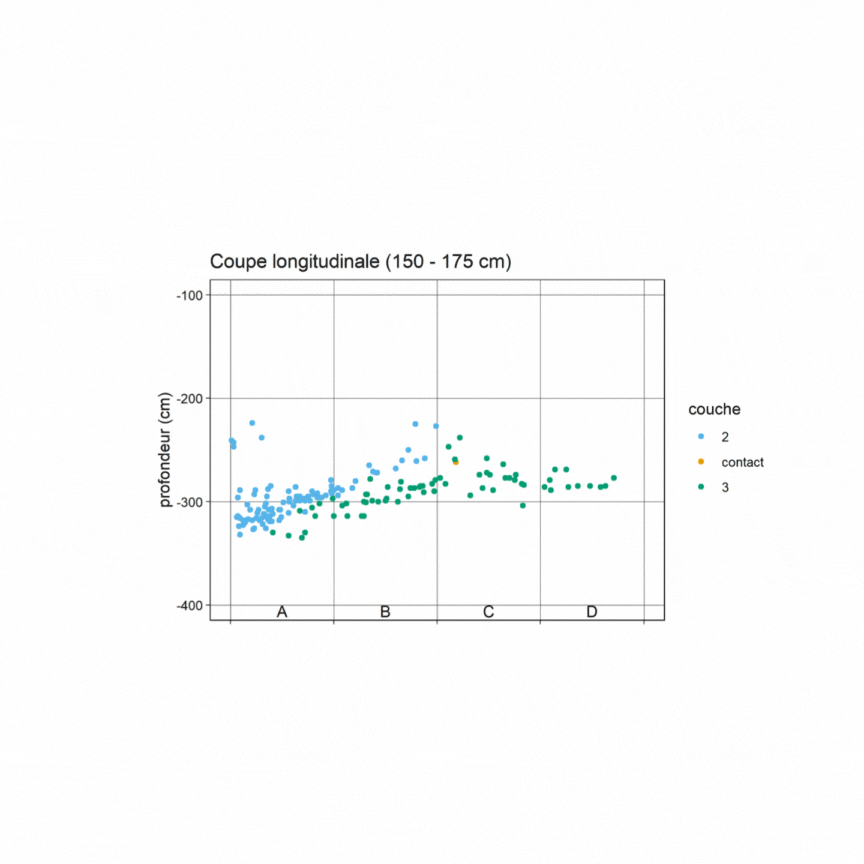 Coupe longitudinale (150 - 175 cm)
-100
-200
-300
-400
profondeur (cm)
A B C D
couche
2
contact
3